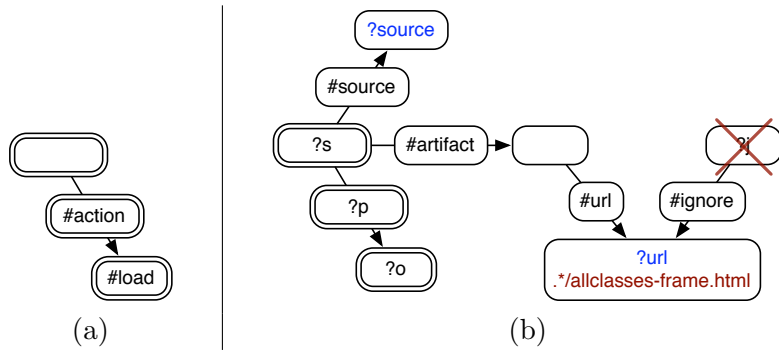 #action
#load
(a)
?source
#source
?s
#artifact
?j
?p
#url
#ignore
?o
?url
.*/allclasses-frame.html
(b)